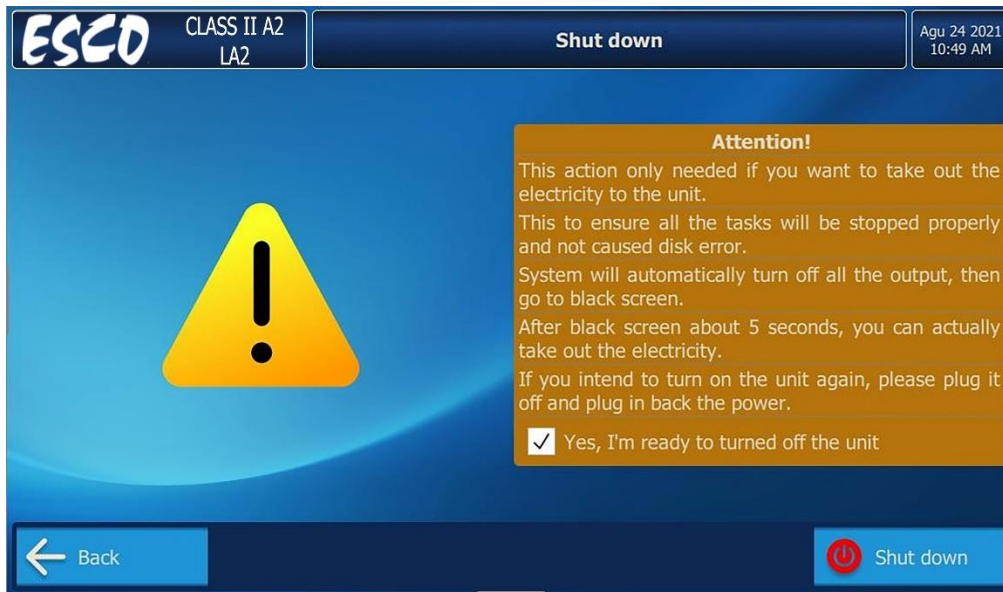 ESCO
CLASS II A2
LA2
Shut down
Agu 24 2021
10:49 AM
Attention!
This action only needed if you want to take out the
electricity to the unit.
This to ensure all the tasks will be stopped properly
and not caused disk error.
System will automatically turn off all the output, then
go to black screen.
After black screen about 5 seconds, you can actually
take out the electricity.
If you intend to turn on the unit again, please plug it
off and plug in back the power.
Yes, I'm ready to turned off the unit
Back
Shut down